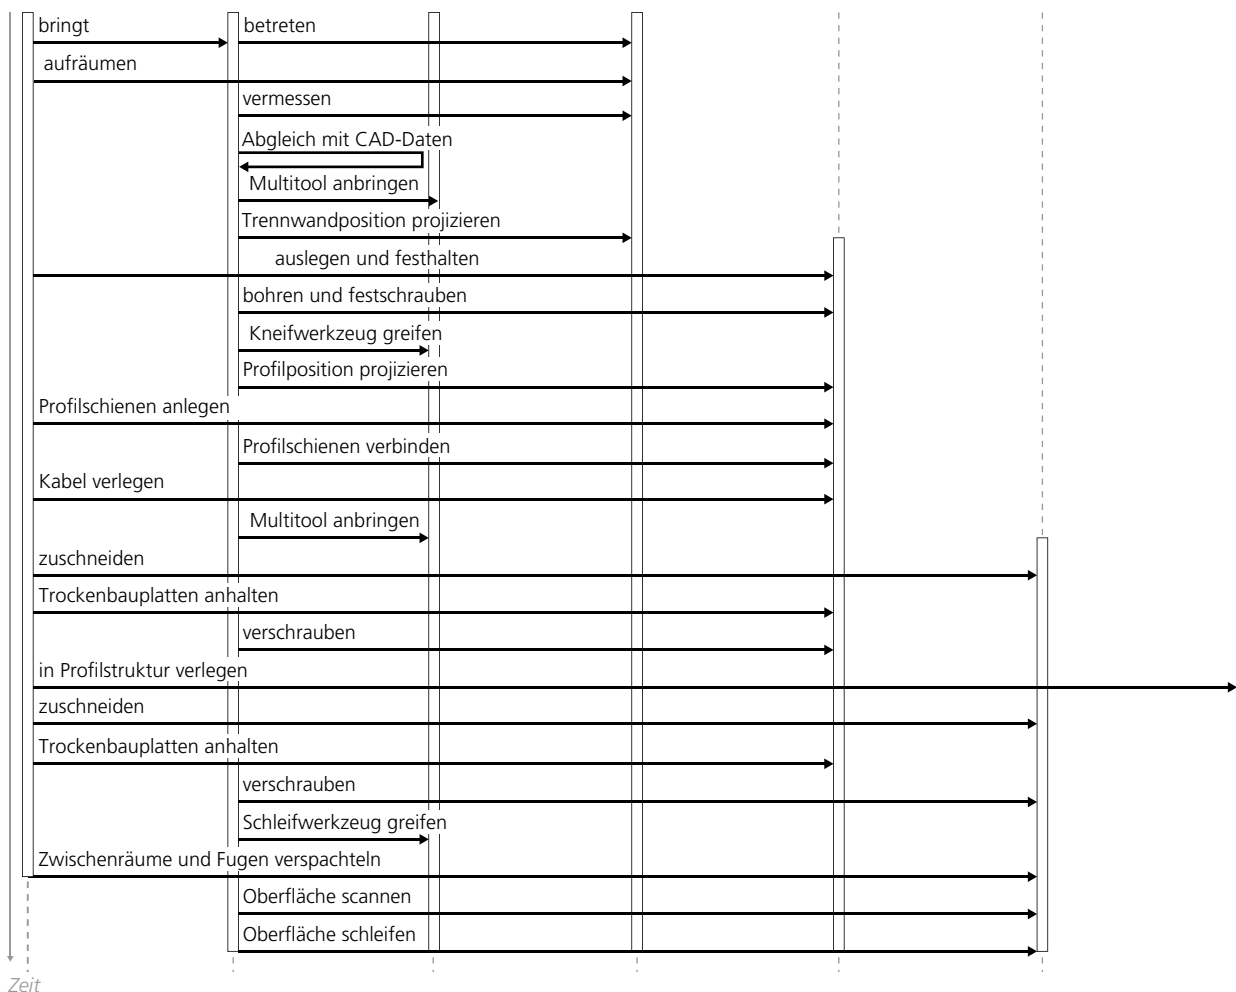 bringt
betreten
aufräumen
vermessen
Abgleich mit CAD-Daten
Multitool anbringen
Trennwandposition projizieren
auslegen und festhalten
bohren und festschrauben
Kneifwerkzeug greifen
Profilposition projizieren
Profilschienen anlegen
Profilschienen verbinden
Kabel verlegen
Multitool anbringen
zuschneiden
Trockenbauplatten anhalten
verschrauben
in Profilstruktur verlegen
zuschneiden
Trockenbauplatten anhalten
verschrauben
Schleifwerkzeug greifen
Zwischenräume und Fugen verspachteln
Oberfläche scannen
Oberfläche schleifen
Zeit